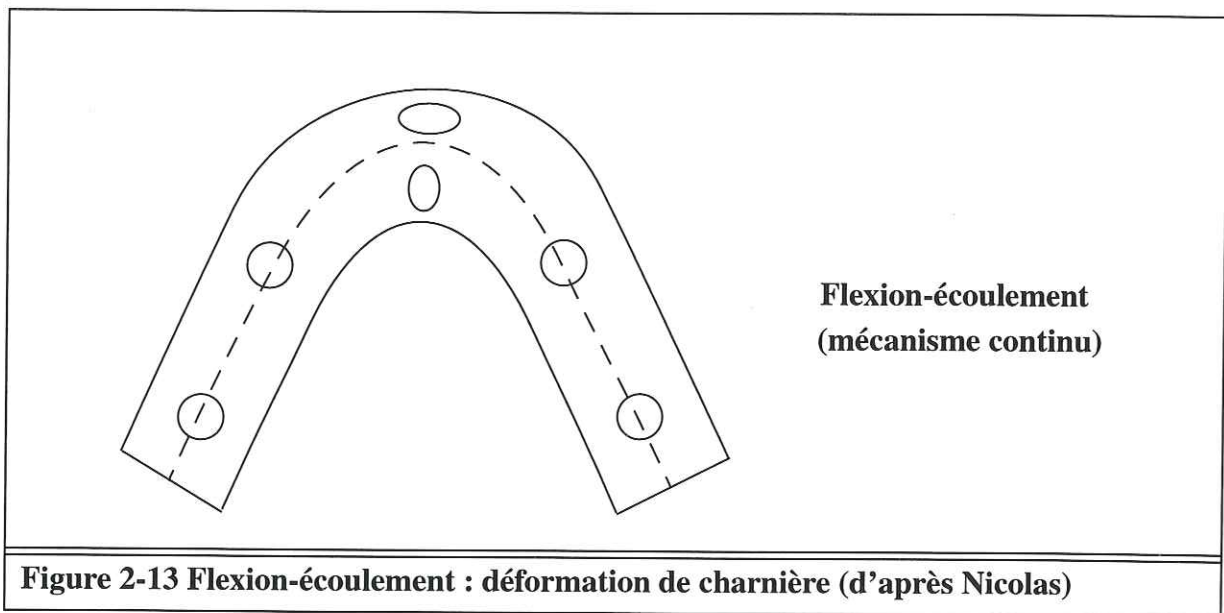 Flexion-écoulement
(mécanisme continu)
Figure 2-13 Flexion-écoulement : déformation de charnière (d'après Nicolas)